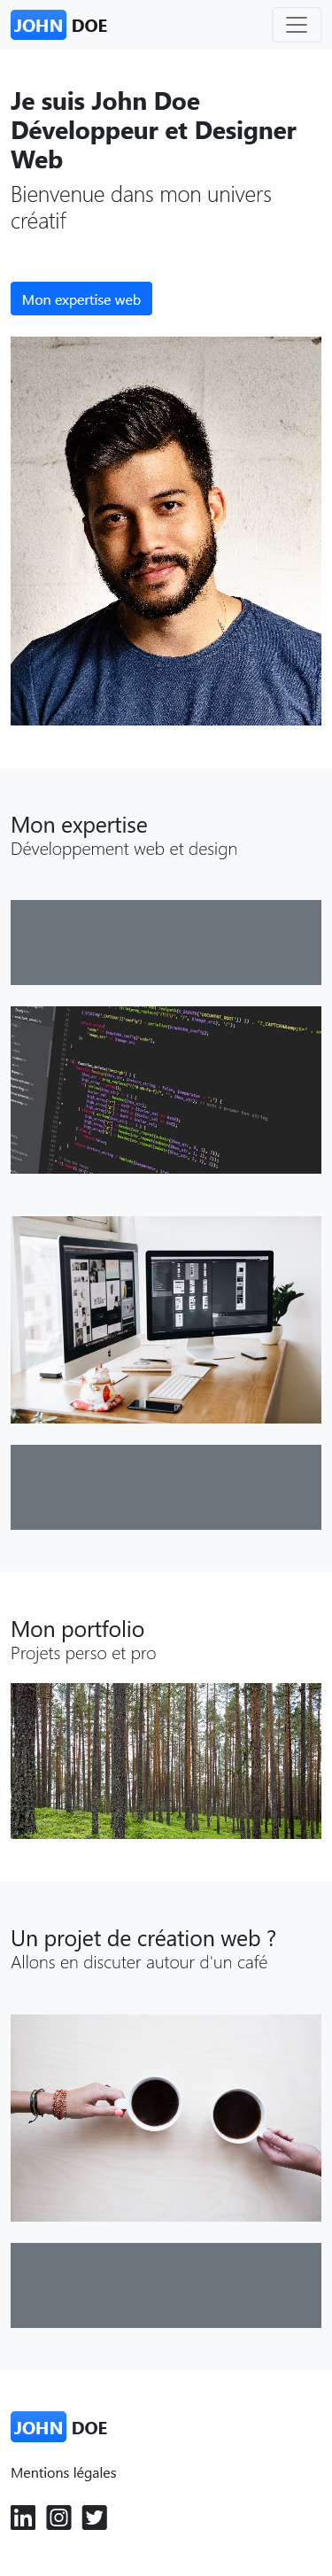 JOHN DOE
Je suis John Doe
Développeur et Designer
Web
Bienvenue dans mon univers
créatif
Mon expertise web
Mon expertise
Développement web et design
Mon portfolio
Projets perso et pro
Un projet de création web ?
Allons en discuter autour d'un café
JOHN DOE
Mentions légales